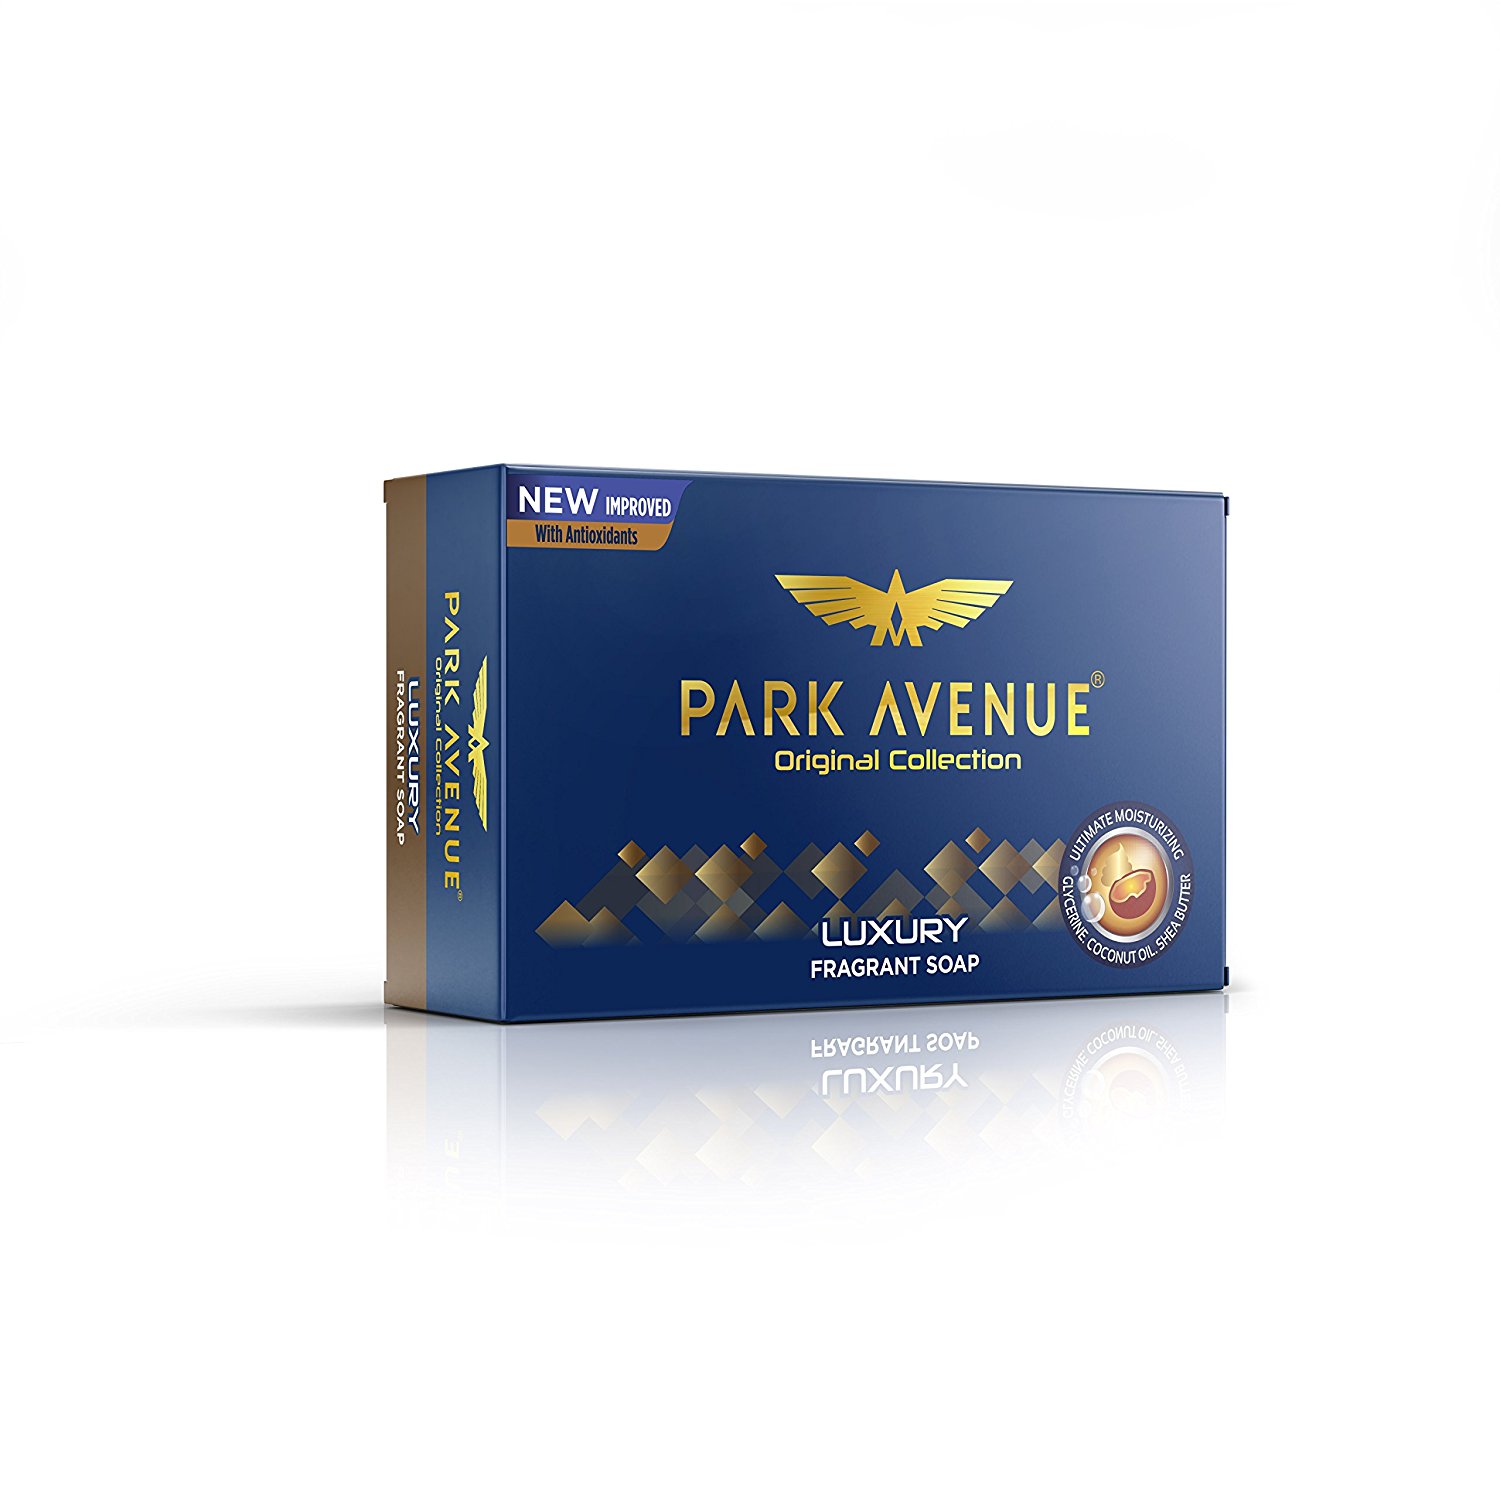 NEW IMPROVED
With Antioxidants
PARK AVENUE®
Original Collection
ULTIMATE MOISTURIZING
GLYCERINE, COCONUT OIL, SHEA BUTTER
LUXURY
FRAGRANT SOAP
PARK AVENUE®
Original Collection
LUXURY
FRAGRANT SOAP